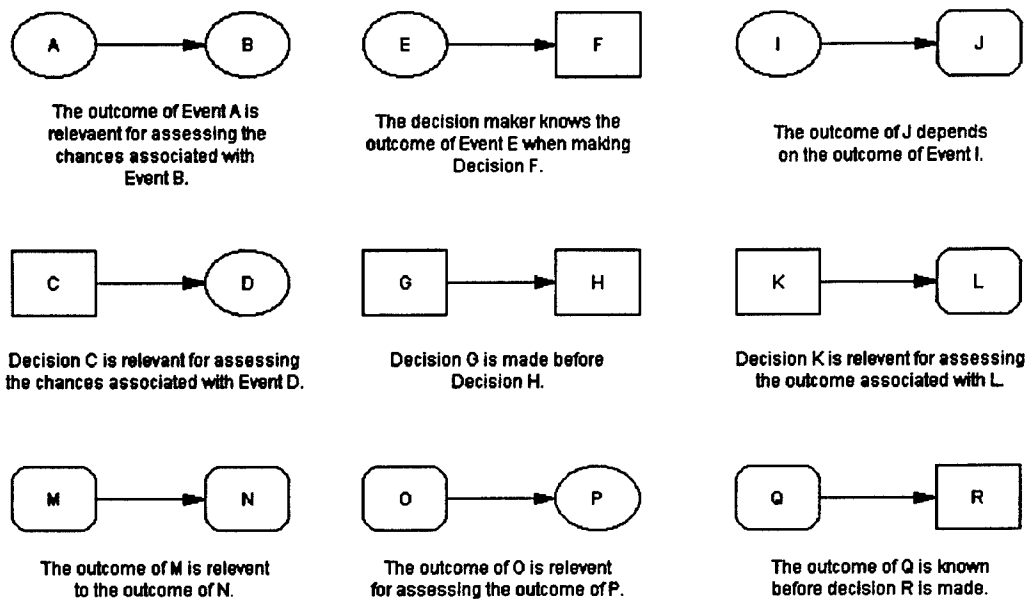 A
B
The outcome of Event A is
relevaent for assessing the
chances associated with
Event B.
E
F
The decision maker knows the
outcome of Event E when making
Decision F.
I
J
The outcome of J depends
on the outcome of Event I.
C
D
Decision C is relevant for assessing
the chances associated with Event D.
G
H
Decision G is made before
Decision H.
K
L
Decision K is relevent for assessing
the outcome associated with L.
M
N
The outcome of M is relevent
to the outcome of N.
O
P
The outcome of O is relevent
for assessing the outcome of P.
Q
R
The outcome of Q is known
before decision R is made.